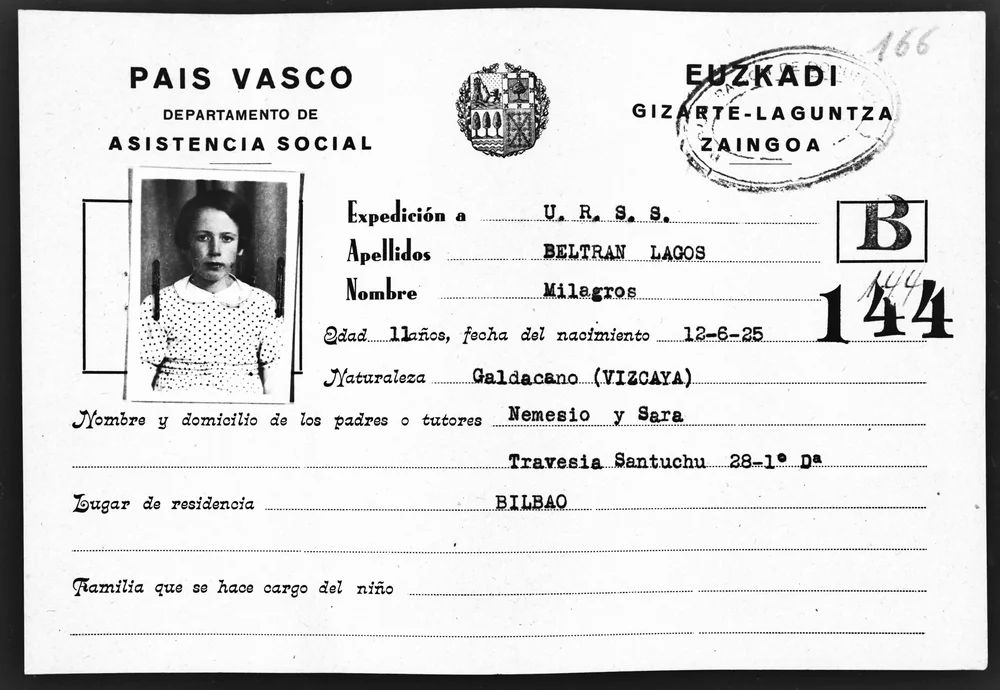 166
PAIS VASCO
DEPARTAMENTO DE
ASISTENCIA SOCIAL
EUZKADI
GIZARTE-LAGUNTZA
ZAINGOA
Expedición a U. R. S. S.
B
Apellidos BELTRAN LAGOS
Nombre Milagros
144
144
Edad 11años, fecha del nacimiento 12-6-25
Naturaleza Galdacano (VIZCAYA)
Nombre y domicilio de los padres o tutores Nemesio y Sara
Travesia Santuchu 28-1º Dª
Lugar de residencia BILBAO
Familia que se hace cargo del niño